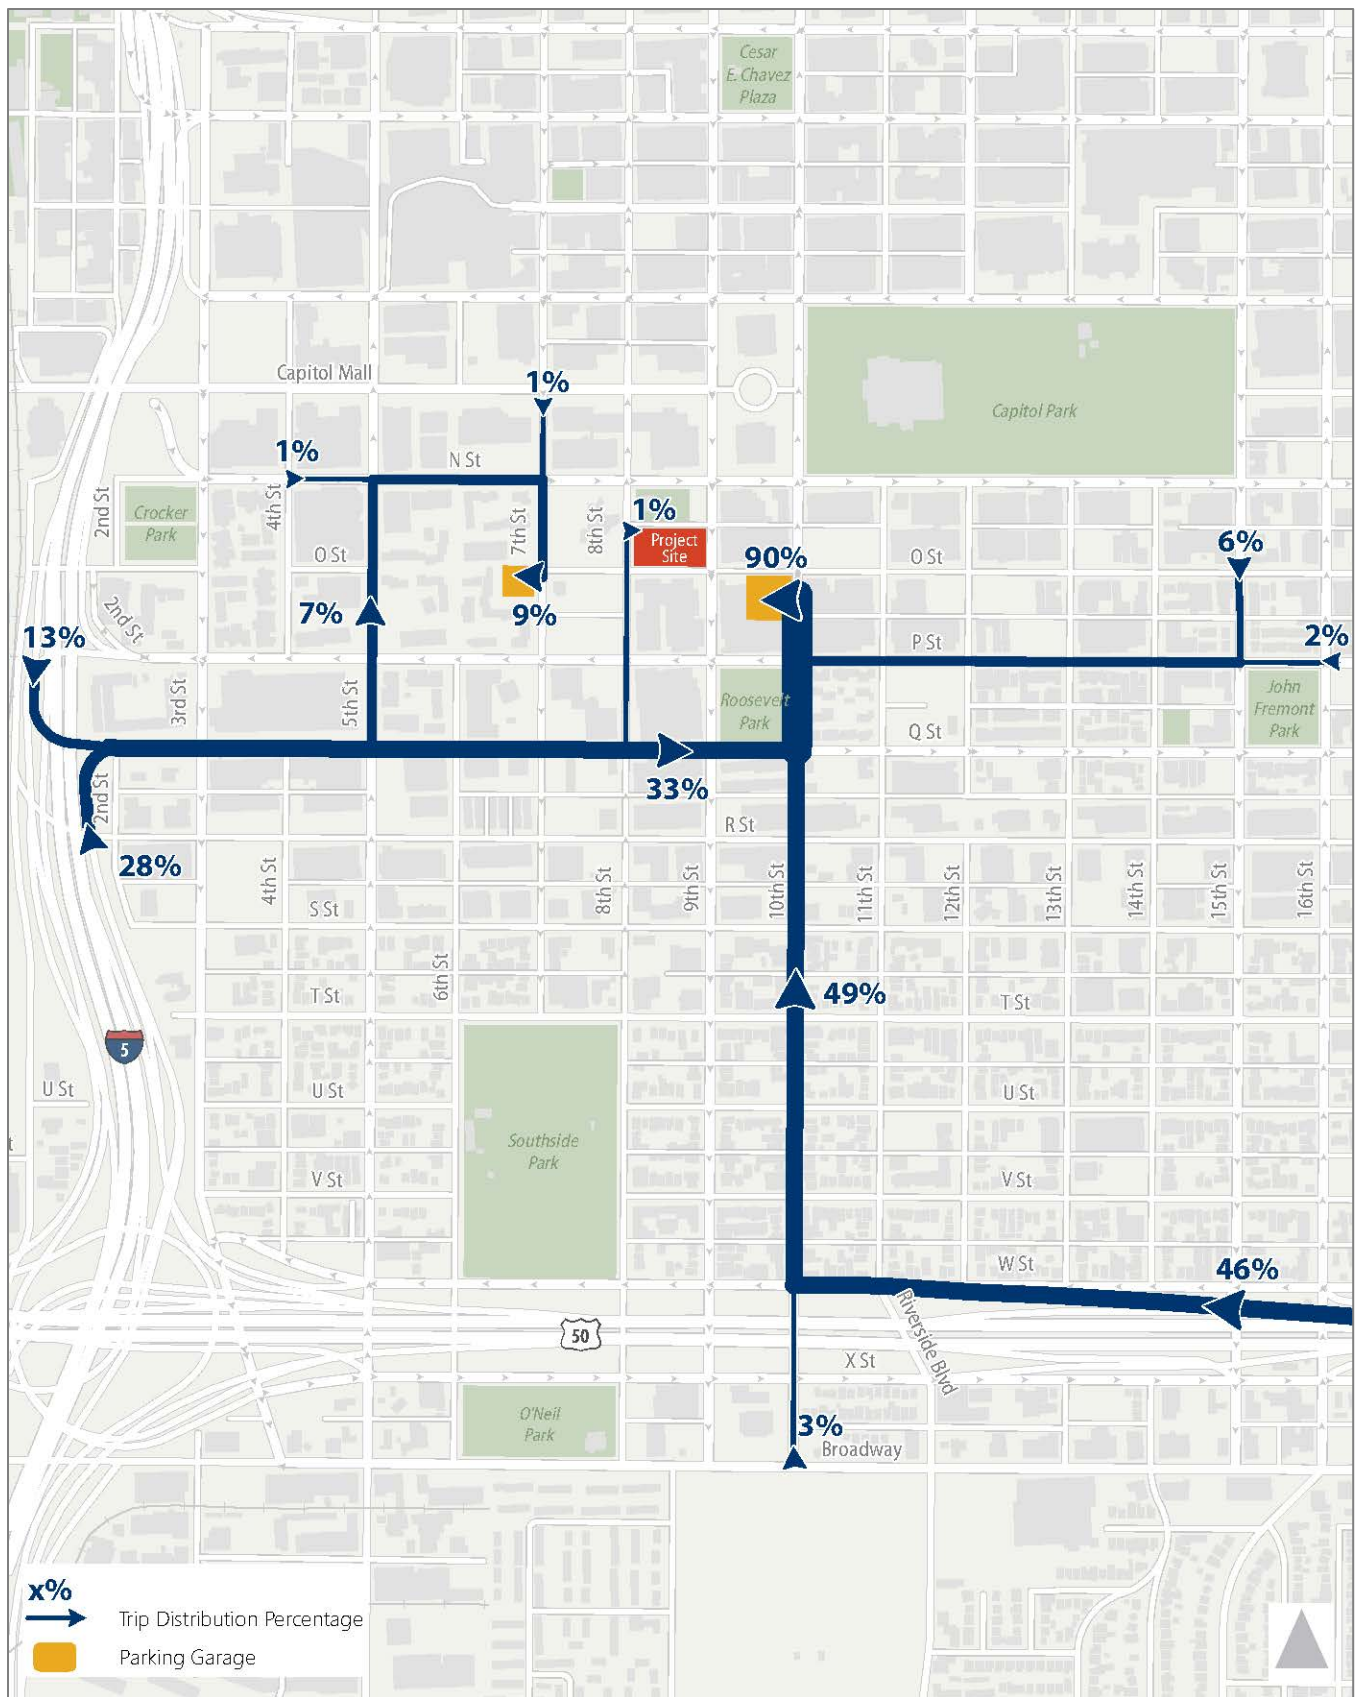 Cesar
E. Chavez
Plaza
Capitol Mall
1%
Capitol Park
1%
N St
2nd St
Crocker
Park
4th St
7th St
8th St
1%
Project
Site
O St
90%
O St
6%
2nd St
7%
9%
13%
P St
2%
3rd St
5th St
Roosevelt
Park
Q St
John
Fremont
Park
33%
2nd St
R St
28%
4th St
8th St
9th St
10th St
11th St
12th St
13th St
14th St
15th St
16th St
S St
6th St
T St
49%
T St
5
U St
U St
U St
Southside
Park
V St
V St
W St
46%
Riverside Blvd
50
X St
O'Neil
Park
3%
Broadway
x%
Trip Distribution Percentage
Parking Garage